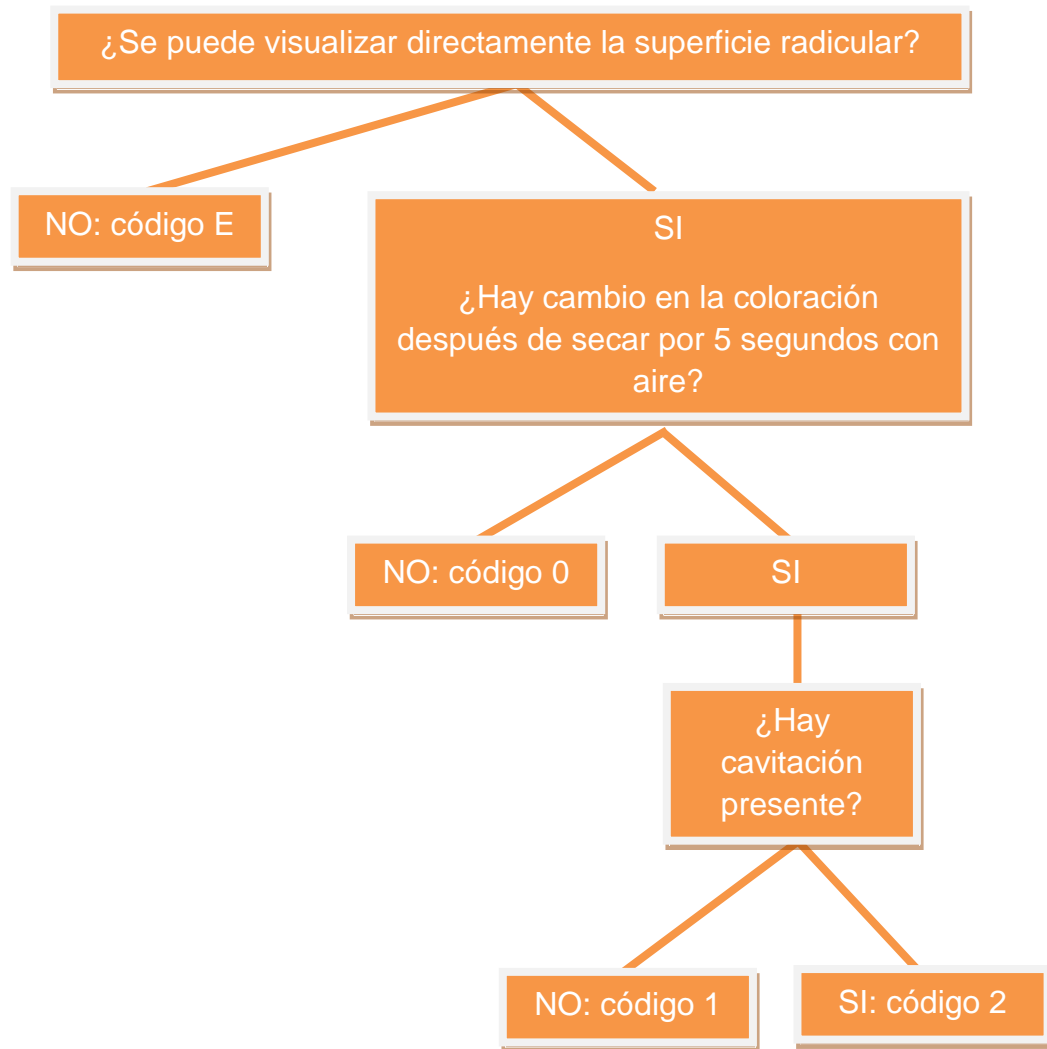 ¿Se puede visualizar directamente la superficie radicular?
NO: código E
SI
¿Hay cambio en la coloración
después de secar por 5 segundos con
aire?
NO: código 0
SI
¿Hay
cavitación
presente?
NO: código 1
SI: código 2